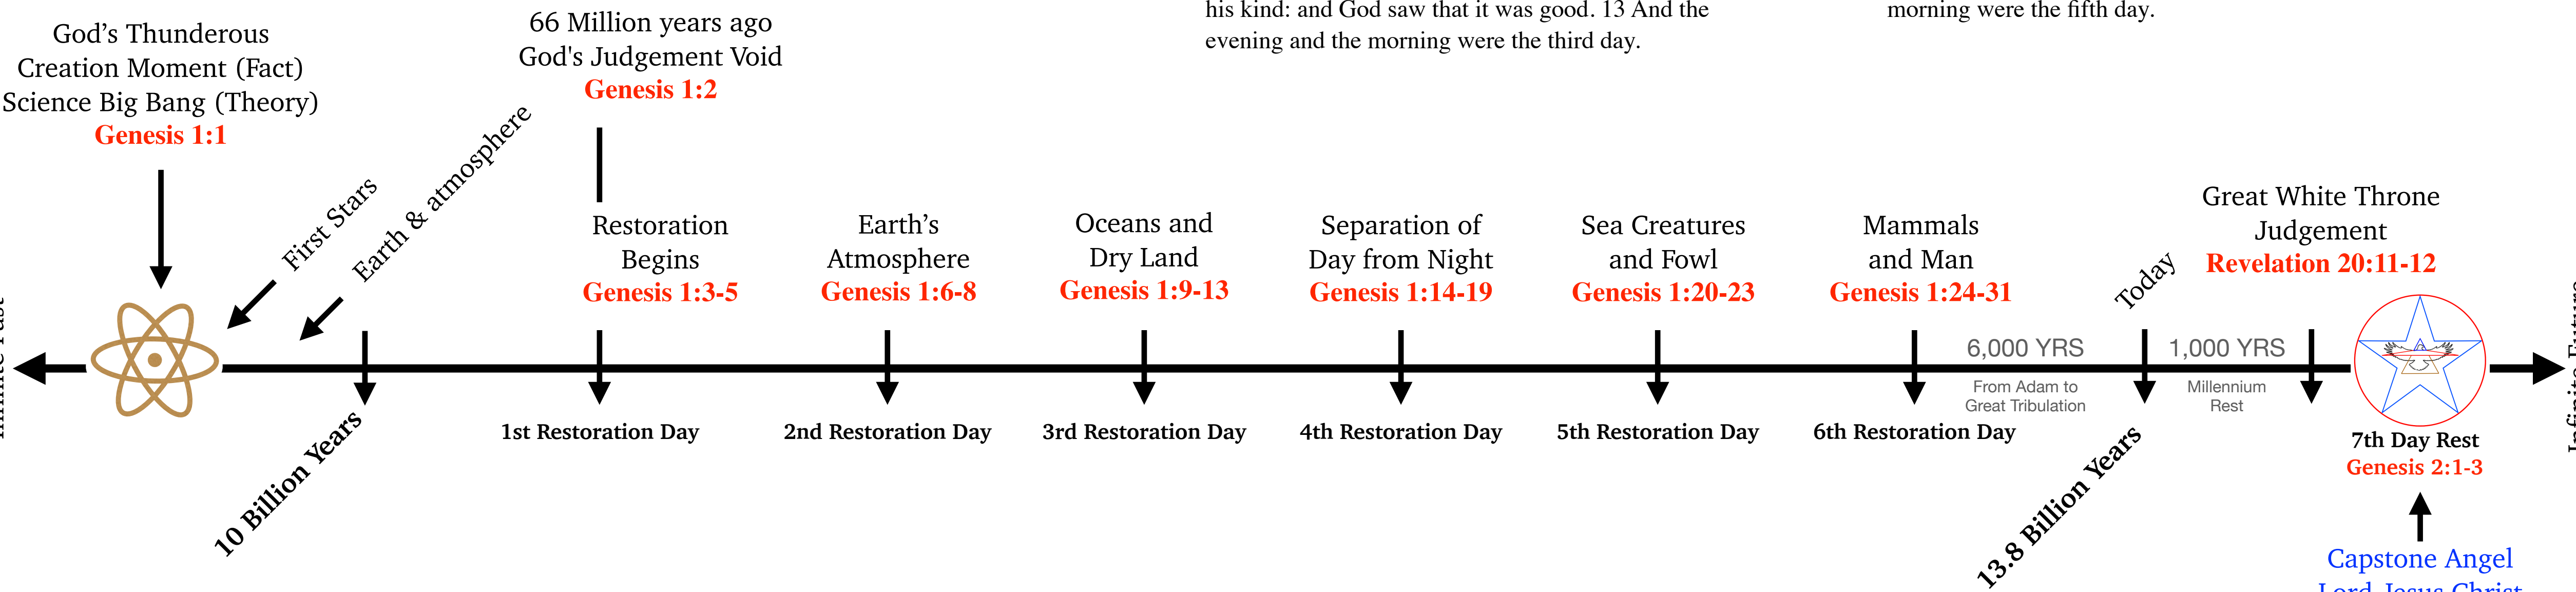 his kind: and God saw that it was good. 13 And the
evening and the morning were the third day.
morning were the fifth day.
God's Thunderous
Creation Moment (Fact)
Science Big Bang (Theory)
Genesis 1:1
First Stars
Earth & atmosphere
66 Million years ago
God's Judgement Void
Genesis 1:2
Restoration
Begins
Genesis 1:3-5
Earth's
Atmosphere
Genesis 1:6-8
Oceans and
Dry Land
Genesis 1:9-13
Separation of
Day from Night
Genesis 1:14-19
Sea Creatures
and Fowl
Genesis 1:20-23
Mammals
and Man
Genesis 1:24-31
Today
Great White Throne
Judgement
Revelation 20:11-12
6,000 YRS
From Adam to
Great Tribulation
1,000 YRS
Millennium
Rest
10 Billion Years
1st Restoration Day
2nd Restoration Day
3rd Restoration Day
4th Restoration Day
5th Restoration Day
6th Restoration Day
13.8 Billion Years
7th Day Rest
Genesis 2:1-3
Capstone Angel
Lord Jesus Christ